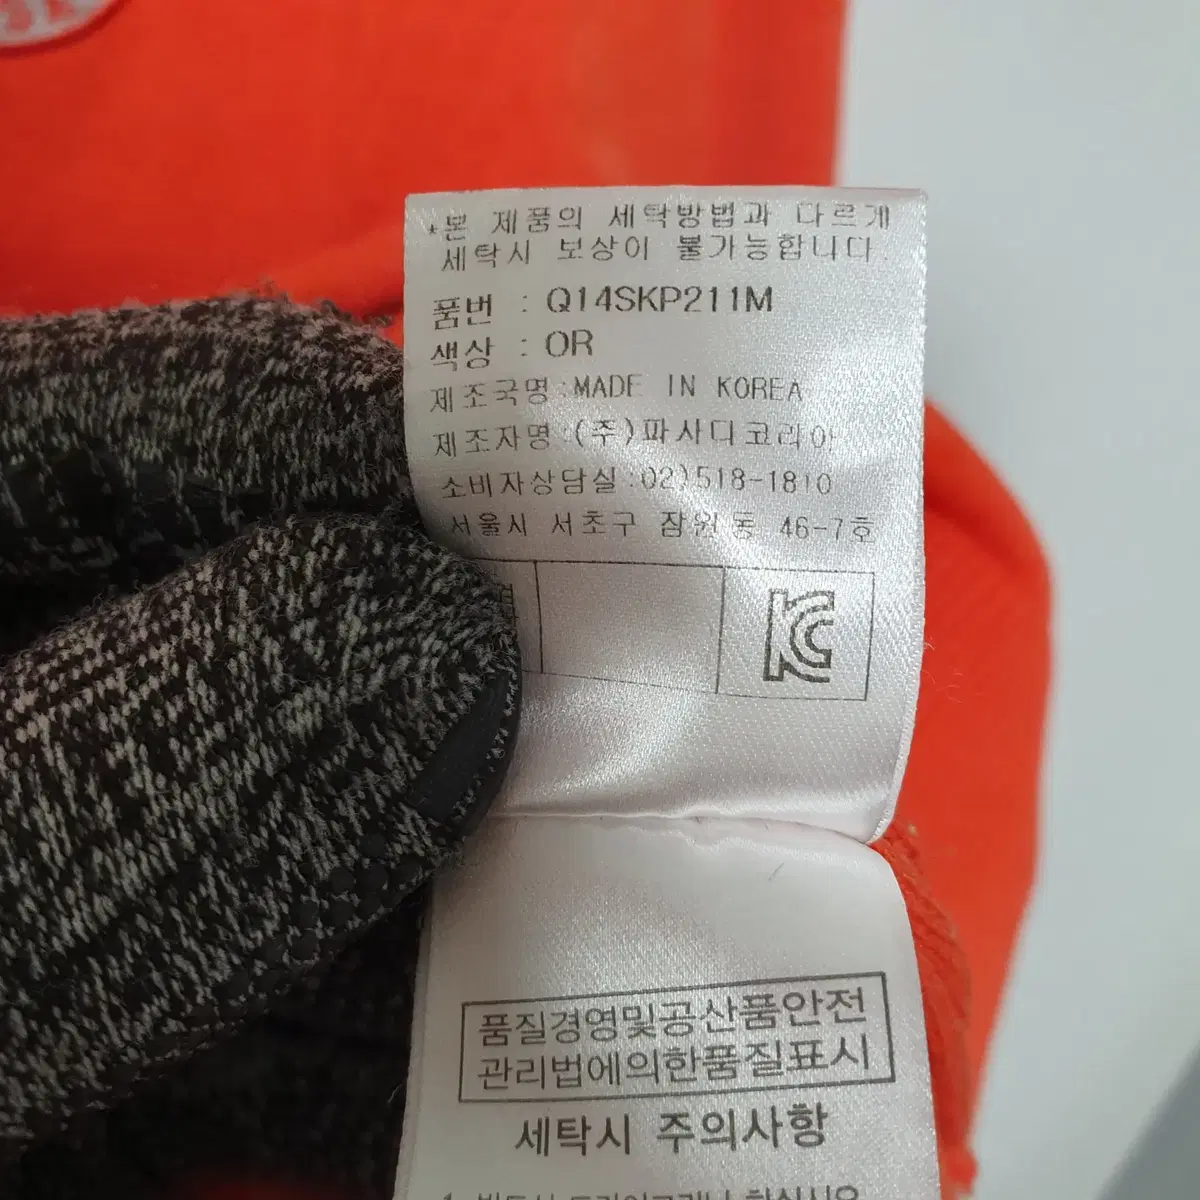 *본 제품의 세탁방법과 다르게
세탁시 보상이 불가능합니다.
품번 : Q14SKP211M
색상 : OR
제조국명:MADE IN KOREA
제조자명:(주)파사디코리아
소비자상담실:02)518-1810
서울시 서초구 잠원동 46-7호
품질경영및공산품안전
관리법에의한품질표시
세탁시 주의사항